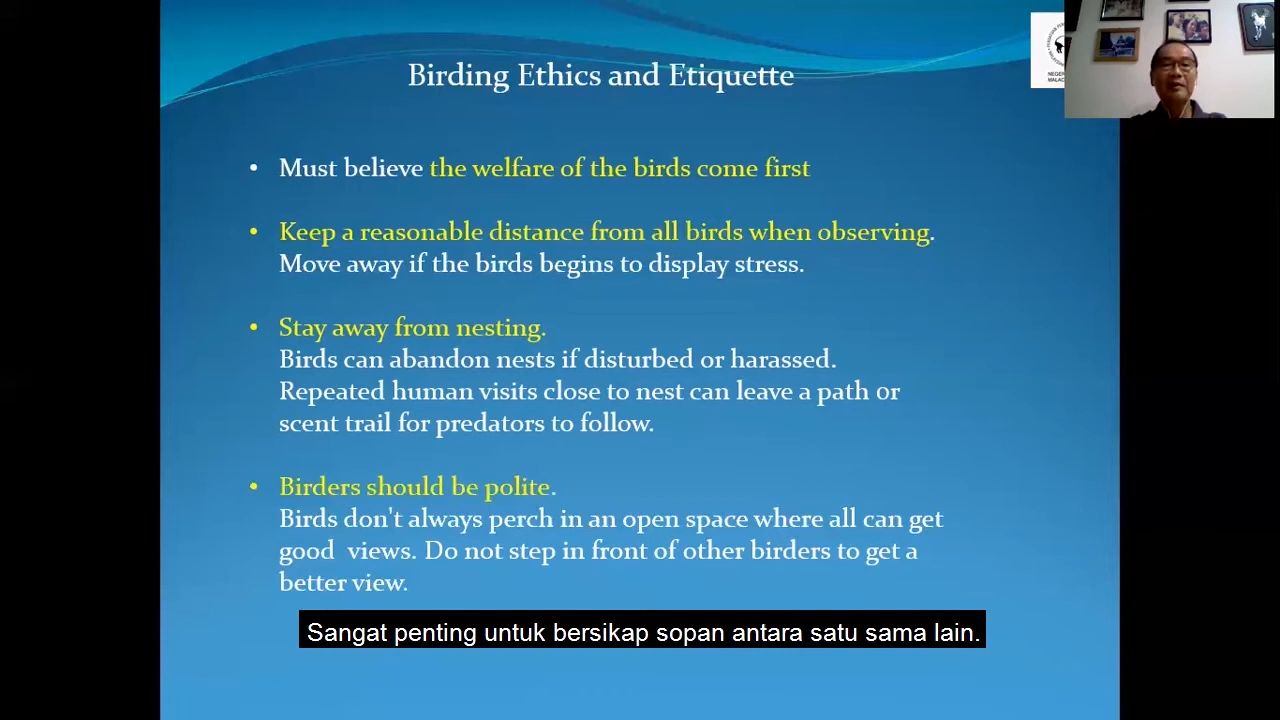 Birding Ethics and Etiquette
NEGER
MALAC
• Must believe the welfare of the birds come first
• Keep a reasonable distance from all birds when observing.
Move away if the birds begins to display stress.
• Stay away from nesting.
Birds can abandon nests if disturbed or harassed.
Repeated human visits close to nest can leave a path or
scent trail for predators to follow.
• Birders should be polite.
Birds don't always perch in an open space where all can get
good views. Do not step in front of other birders to get a
better view.
Sangat penting untuk bersikap sopan antara satu sama lain.